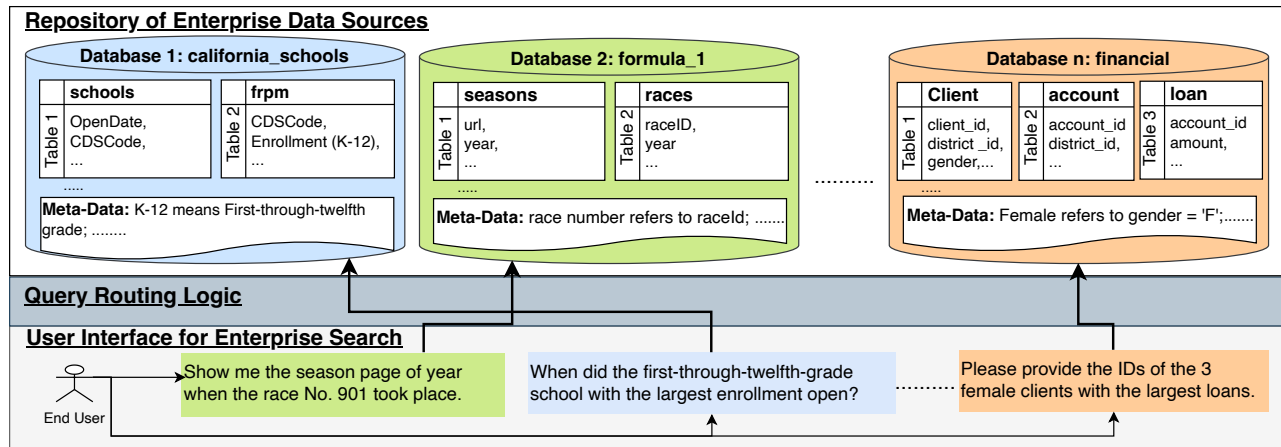 Repository of Enterprise Data Sources
Database 1: california_schools
Table 1
schools
OpenDate,
CDSCode,
...
Table 2
frpm
CDSCode,
Enrollment (K-12),
...
.....
Meta-Data: K-12 means First-through-twelfth
grade; ........
Database 2: formula_1
Table 1
seasons
url,
year,
...
Table 2
races
raceID,
year
...
.....
Meta-Data: race number refers to raceId; .......
..........
Database n: financial
Table 1
Client
client_id,
district _id,
gender,...
Table 2
account
account_id
district_id,
...
Table 3
loan
account_id
amount,
...
.....
Meta-Data: Female refers to gender = 'F';.......
Query Routing Logic
User Interface for Enterprise Search
End User
Show me the season page of year
when the race No. 901 took place.
When did the first-through-twelfth-grade
school with the largest enrollment open?
..........
Please provide the IDs of the 3
female clients with the largest loans.